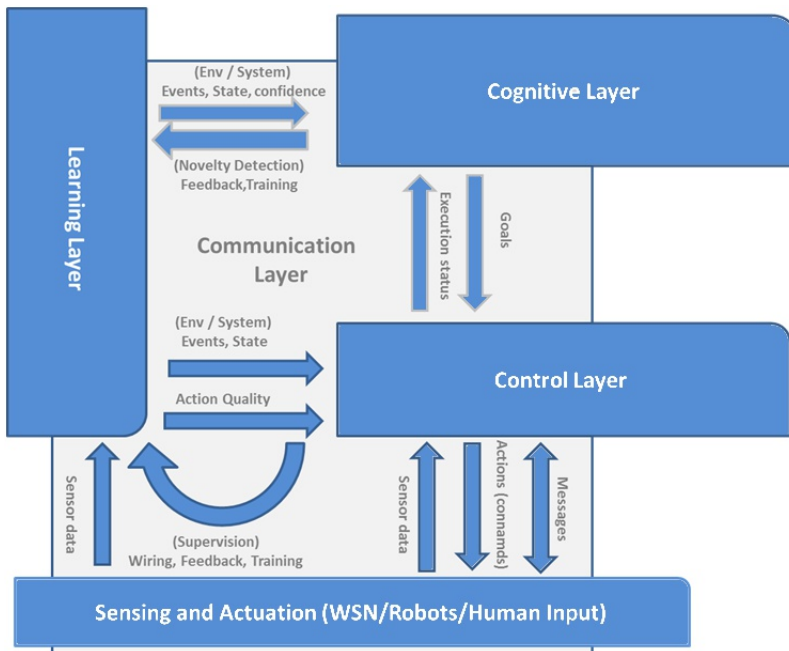 (Env / System)
Events, State, confidence
Cognitive Layer
(Novelty Detection)
Feedback,Training
Learning Layer
Execution status
Goals
Communication
Layer
(Env / System)
Events, State
Control Layer
Action Quality
Sensor data
(Supervision)
Wiring, Feedback, Training
Sensor data
Actions (connamds)
Messages
Sensing and Actuation (WSN/Robots/Human Input)